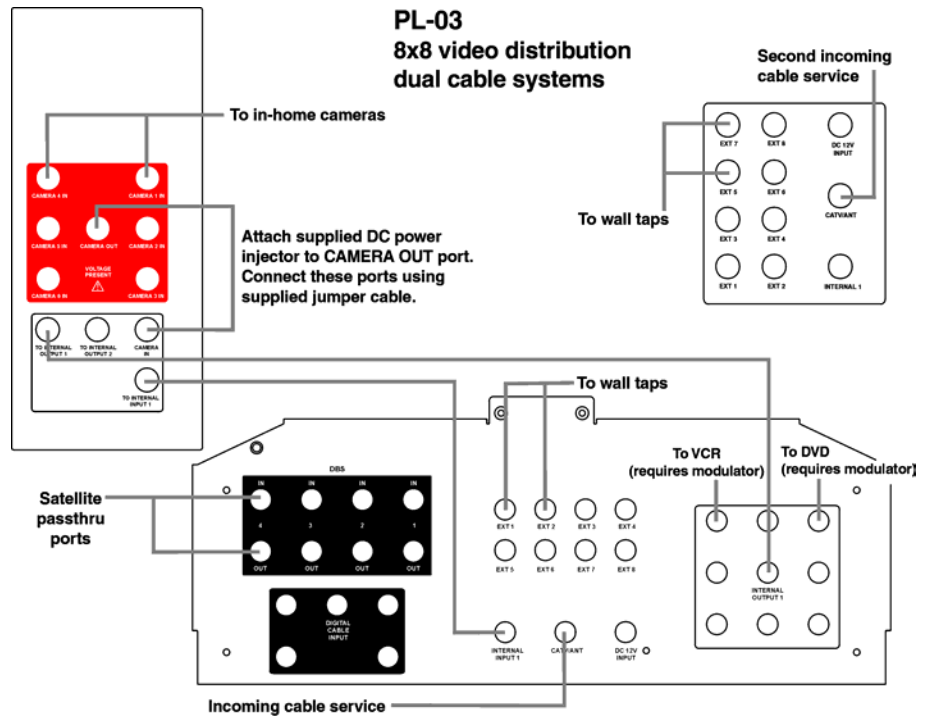 PL-03
8x8 video distribution
dual cable systems
Second incoming
cable service
To in-home cameras
CAMERA 4 IN
CAMERA 1 IN
CAMERA 5 IN
CAMERA OUT
CAMERA 2 IN
VOLTAGE
PRESENT
CAMERA 6 IN
CAMERA 3 IN
Attach supplied DC power
injector to CAMERA OUT port.
Connect these ports using
supplied jumper cable.
TO INTERNAL
OUTPUT 1
TO INTERNAL
OUTPUT 2
CAMERA
IN
TO INTERNAL
INPUT 1
To wall taps
EXT 7
EXT 8
DC 12V
INPUT
EXT 5
EXT 6
CATV/ANT
EXT 3
EXT 4
EXT 1
EXT 2
INTERNAL 1
To wall taps
To VCR
(requires modulator)
To DVD
(requires modulator)
Satellite
passthru
ports
DBS
IN
IN
IN
IN
4
3
2
1
OUT
OUT
OUT
OUT
DIGITAL
CABLE
INPUT
EXT 1
EXT 2
EXT 3
EXT 4
EXT 5
EXT 6
EXT 7
EXT 8
INTERNAL
OUTPUT 1
INTERNAL
INPUT 1
CATV/ANT
DC 12V
INPUT
Incoming cable service